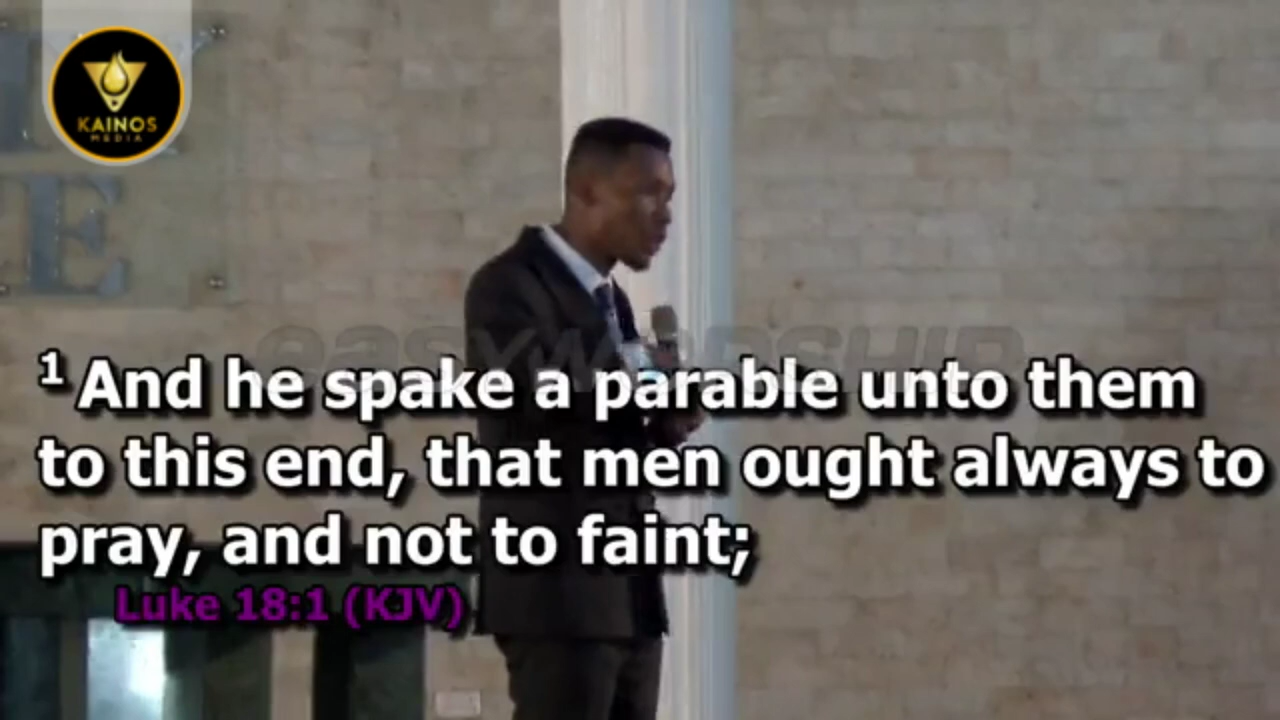 KAINOS
MEDIA
E
easyworship
1 And he spake a parable unto them
to this end, that men ought always to
pray, and not to faint;
Luke 18:1 (KJV)